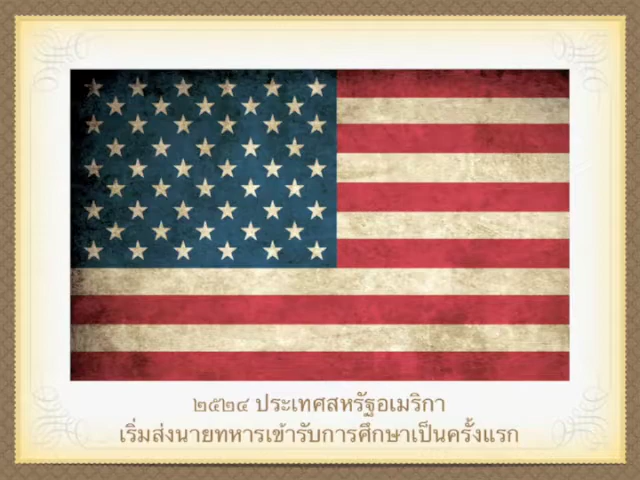 ๒๕๒๔ ประเทศสหรัฐอเมริกา
เริ่มส่งนายทหารเข้ารับการศึกษาเป็นครั้งแรก